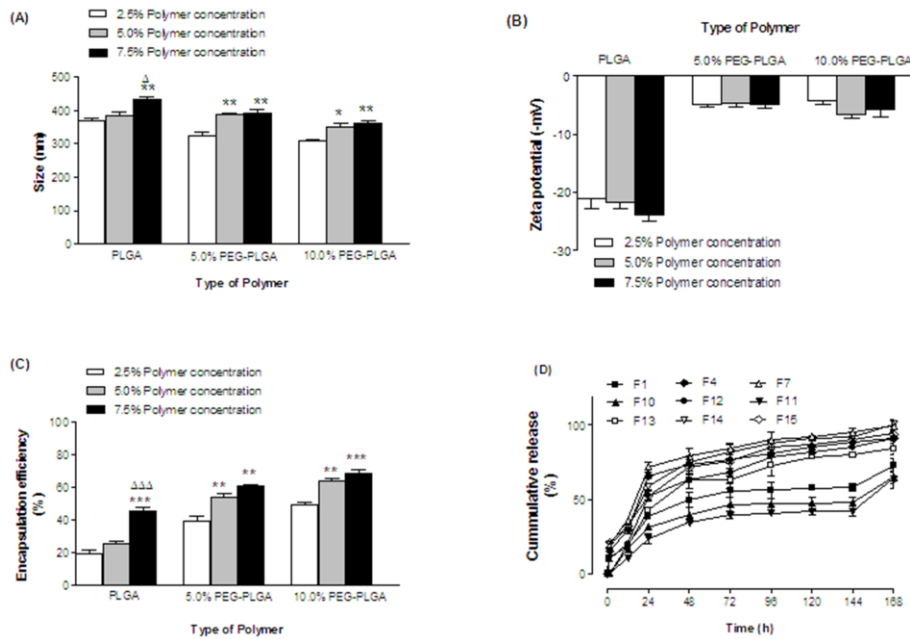 (A)
2.5% Polymer concentration
5.0% Polymer concentration
7.5% Polymer concentration
Size (nm)
500
400
300
200
100
0
Δ
**
** **
* **
PLGA 5.0% PEG-PLGA 10.0% PEG-PLGA
Type of Polymer
(B)
Type of Polymer
PLGA 5.0% PEG-PLGA 10.0% PEG-PLGA
Zeta potential (-mV)
0
-10
-20
-30
2.5% Polymer concentration
5.0% Polymer concentration
7.5% Polymer concentration
(C)
2.5% Polymer concentration
5.0% Polymer concentration
7.5% Polymer concentration
Encapsulation efficiency
(%)
100
80
60
40
20
0
ΔΔΔ
***
** **
** ***
PLGA 5.0% PEG-PLGA 10.0% PEG-PLGA
Type of Polymer
(D)
F1 F4 F7
F10 F12 F11
F13 F14 F15
Cummulative release
(%)
100
50
0
0 24 48 72 96 120 144 168
Time (h)